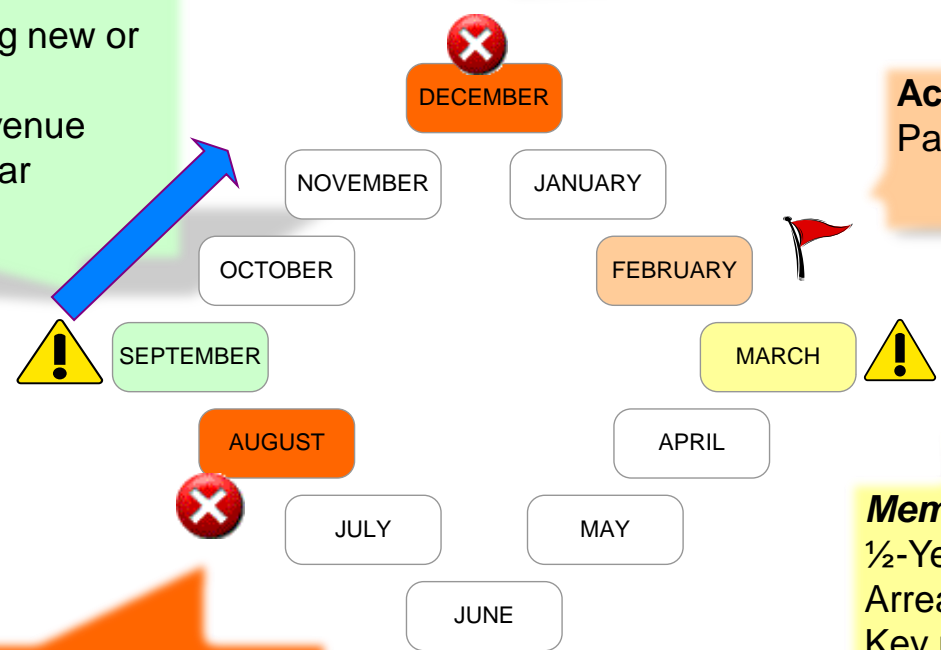 g new or
venue
ar
DECEMBER
NOVEMBER
JANUARY
OCTOBER
FEBRUARY
SEPTEMBER
MARCH
AUGUST
APRIL
JULY
MAY
JUNE
Ac
Pa
Mem
½-Ye
Arrea
Key